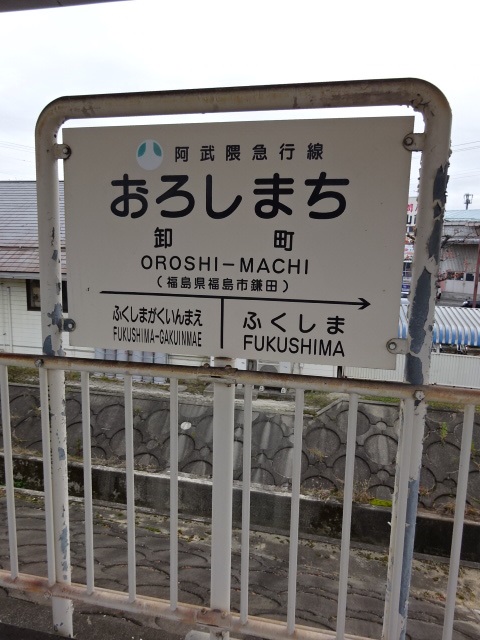 阿武隈急行線
おろしまち
卸町
OROSHI-MACHI
(福島県福島市鎌田)
ふくしまがくいんまえ
FUKUSHIMA-GAKUINMAE
ふくしま
FUKUSHIMA